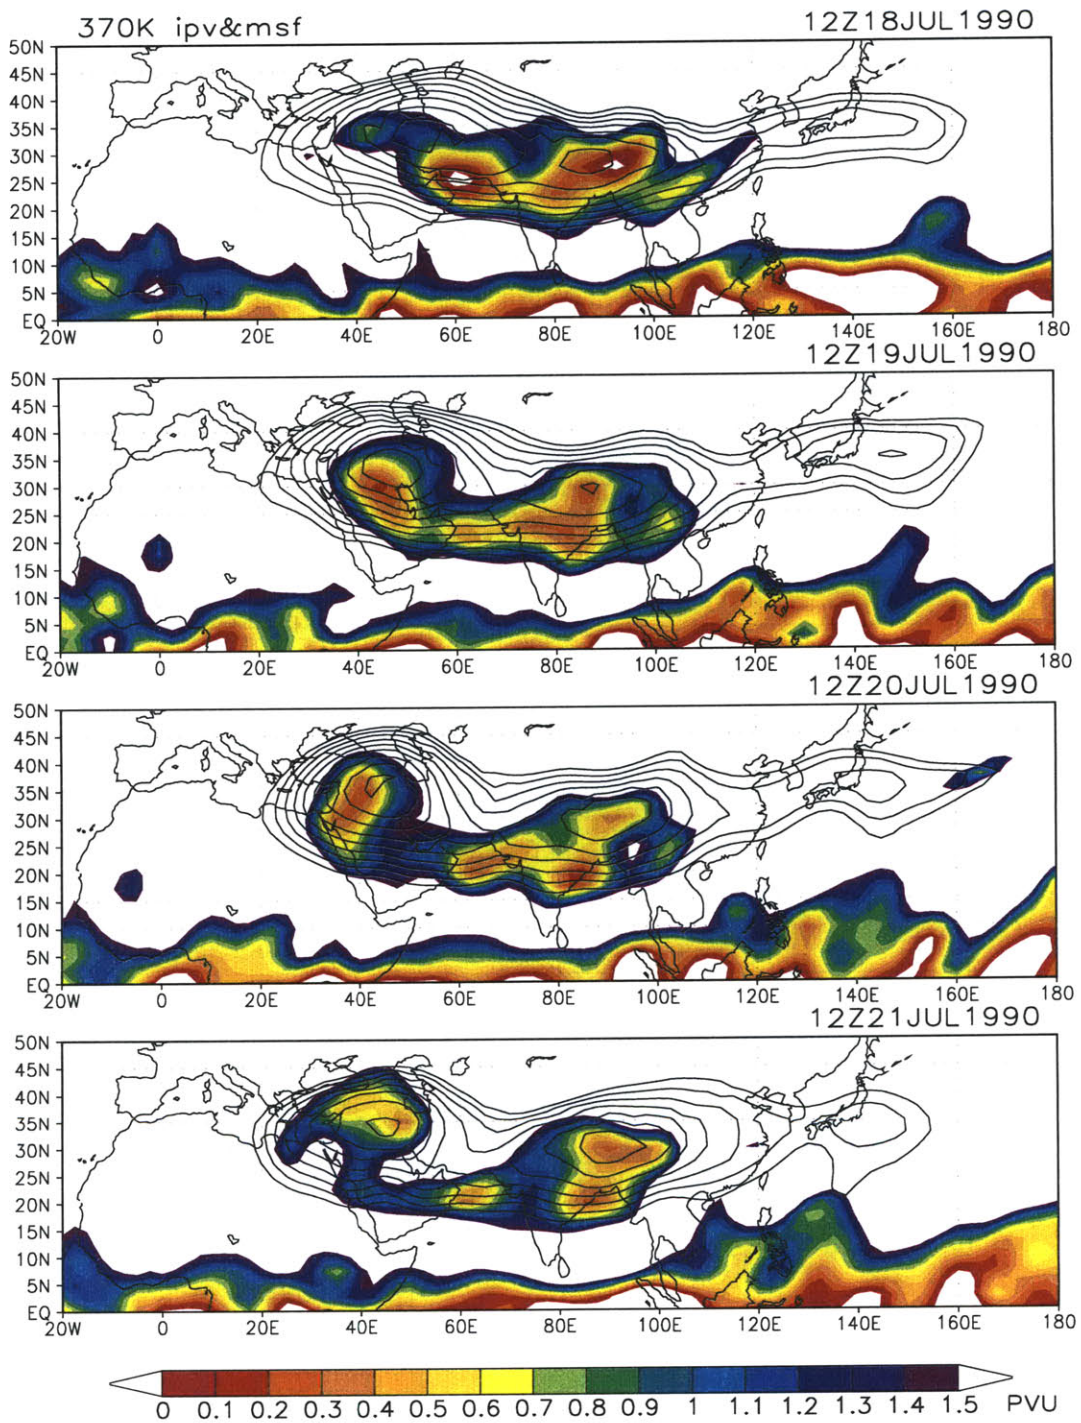 370K ipv&msf 12Z18JUL1990
50N
45N
40N
35N
30N
25N
20N
15N
10N
5N
EQ
20W 0 20E 40E 60E 80E 100E 120E 140E 160E 180
12Z19JUL1990
50N
45N
40N
35N
30N
25N
20N
15N
10N
5N
EQ
20W 0 20E 40E 60E 80E 100E 120E 140E 160E 180
12Z20JUL1990
50N
45N
40N
35N
30N
25N
20N
15N
10N
5N
EQ
20W 0 20E 40E 60E 80E 100E 120E 140E 160E 180
12Z21JUL1990
50N
45N
40N
35N
30N
25N
20N
15N
10N
5N
EQ
20W 0 20E 40E 60E 80E 100E 120E 140E 160E 180
0 0.1 0.2 0.3 0.4 0.5 0.6 0.7 0.8 0.9 1 1.1 1.2 1.3 1.4 1.5 PVU